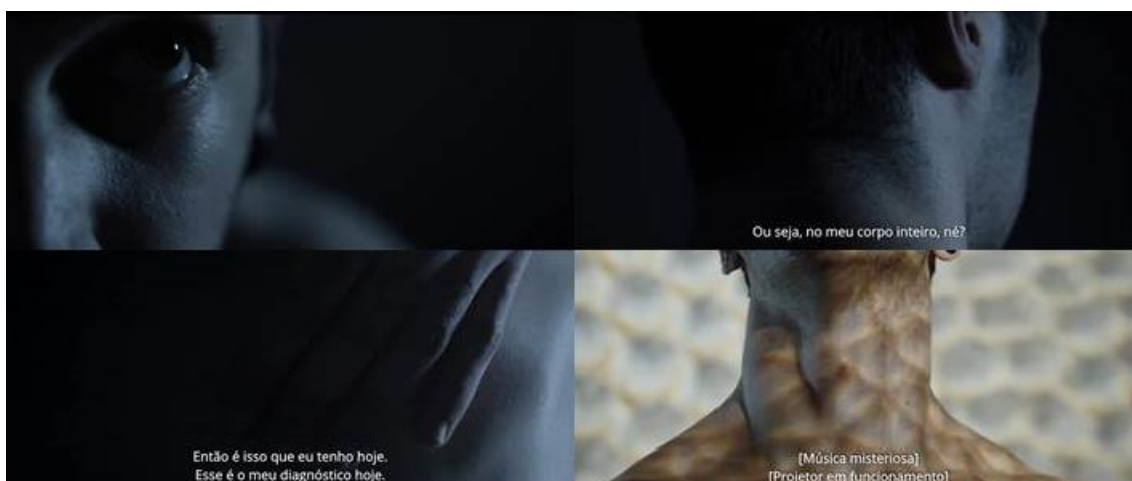 Ou seja, no meu corpo inteiro, né?
Então é isso que eu tenho hoje.
Esse é o meu diagnóstico hoje.
[Música misteriosa]
[Projetor em funcionamento]